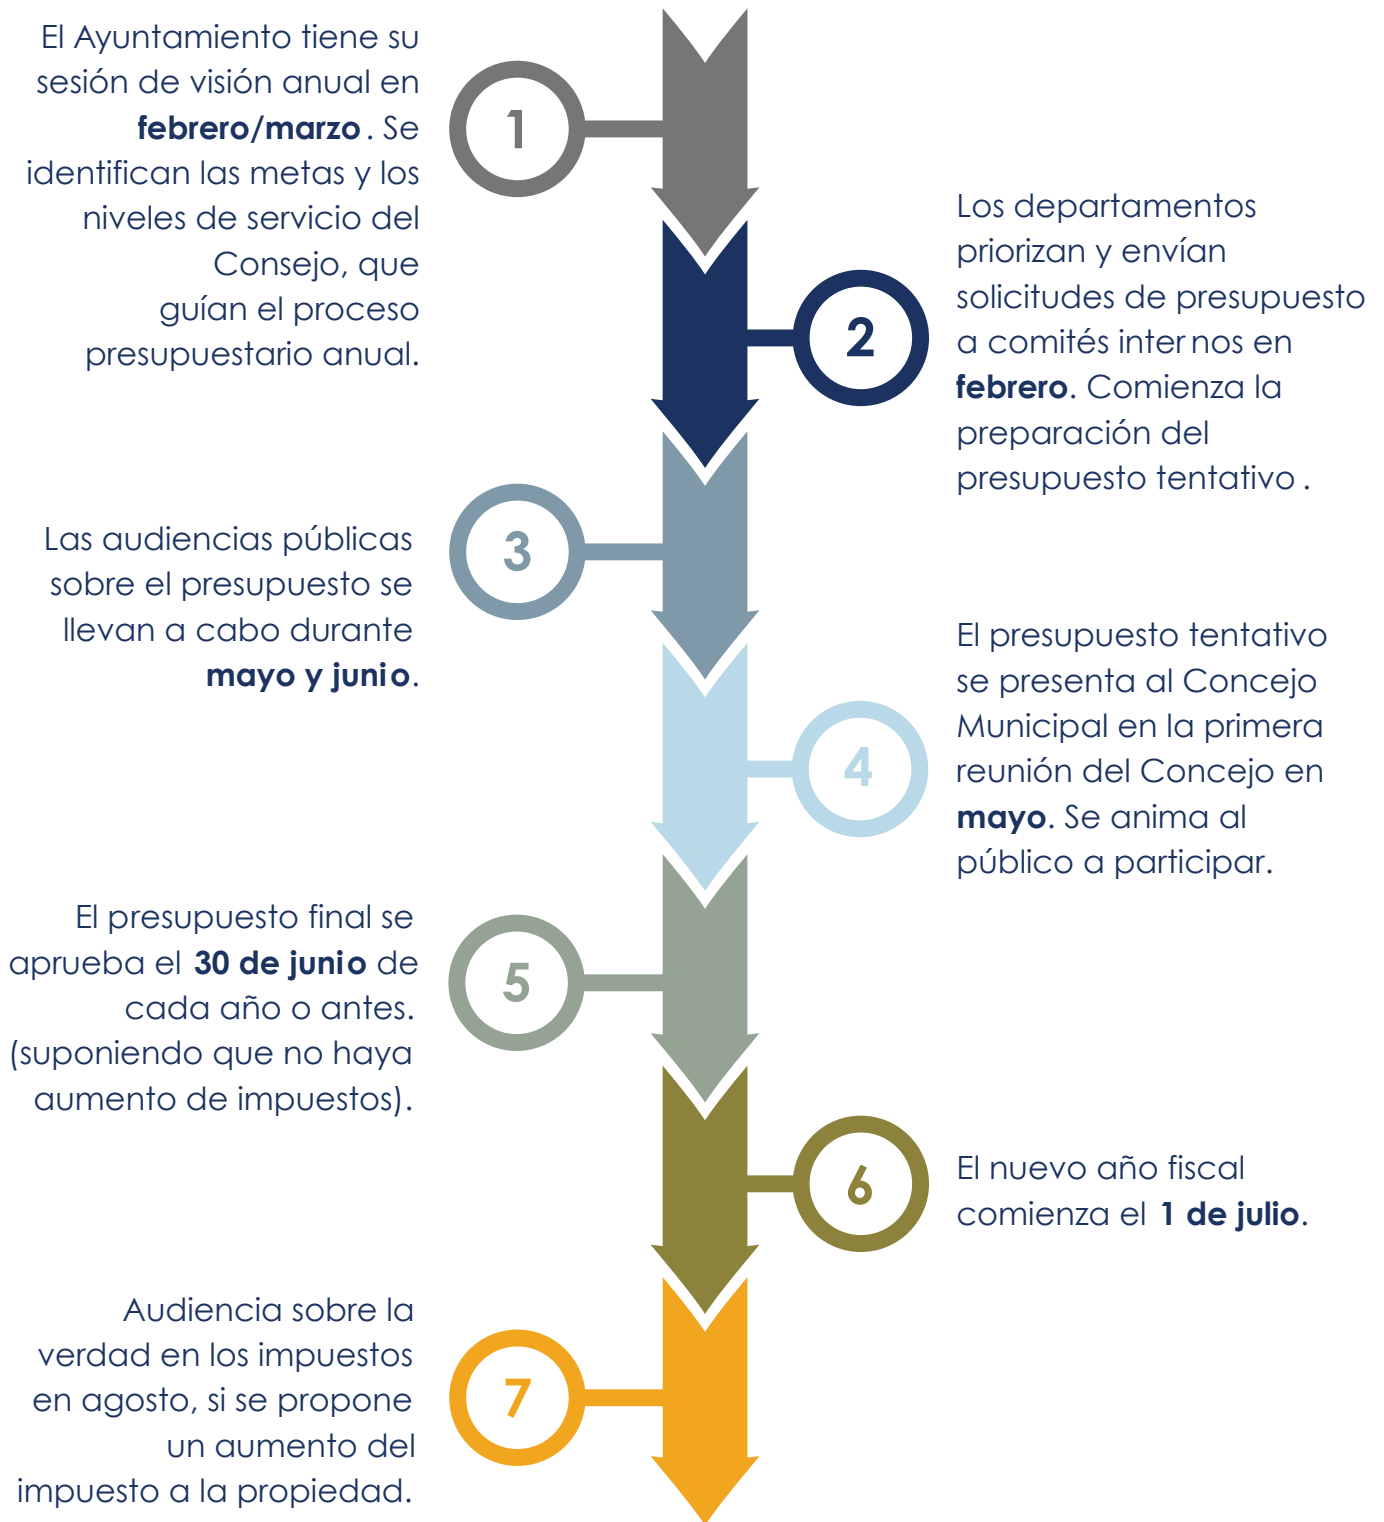 El Ayuntamiento tiene su
sesión de visión anual en
febrero/marzo. Se
identifican las metas y los
niveles de servicio del
Consejo, que
guían el proceso
presupuestario anual.
1
Los departamentos
priorizan y envían
solicitudes de presupuesto
a comités internos en
febrero. Comienza la
preparación del
presupuesto tentativo.
2
Las audiencias públicas
sobre el presupuesto se
llevan a cabo durante
mayo y junio.
3
El presupuesto tentativo
se presenta al Concejo
Municipal en la primera
reunión del Concejo en
mayo. Se anima al
público a participar.
4
El presupuesto final se
aprueba el 30 de junio de
cada año o antes.
(suponiendo que no haya
aumento de impuestos).
5
El nuevo año fiscal
comienza el 1 de julio.
6
Audiencia sobre la
verdad en los impuestos
en agosto, si se propone
un aumento del
impuesto a la propiedad.
7